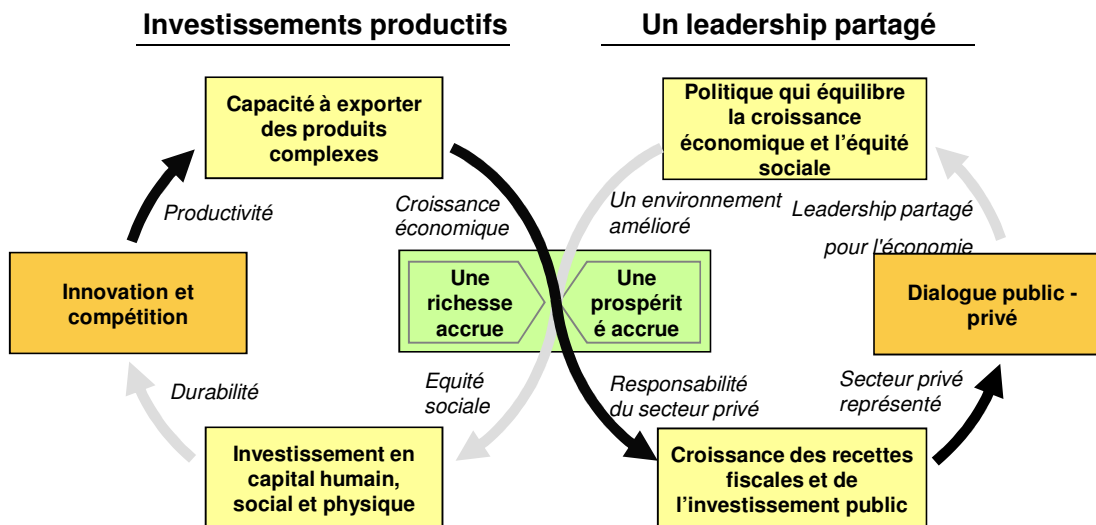 Investissements productifs
Un leadership partagé
Capacité à exporter
des produits
complexes
Politique qui équilibre
la croissance
économique et l'équité
sociale
Productivité
Croissance
économique
Un environnement
amélioré
Leadership partagé
pour l'économie
Innovation et
compétition
Une
richesse
accrue
Une
prospérit
é accrue
Dialogue public -
privé
Durabilité
Equité
sociale
Responsabilité
du secteur privé
Secteur privé
représenté
Investissement en
capital humain,
social et physique
Croissance des recettes
fiscales et de
l'investissement public